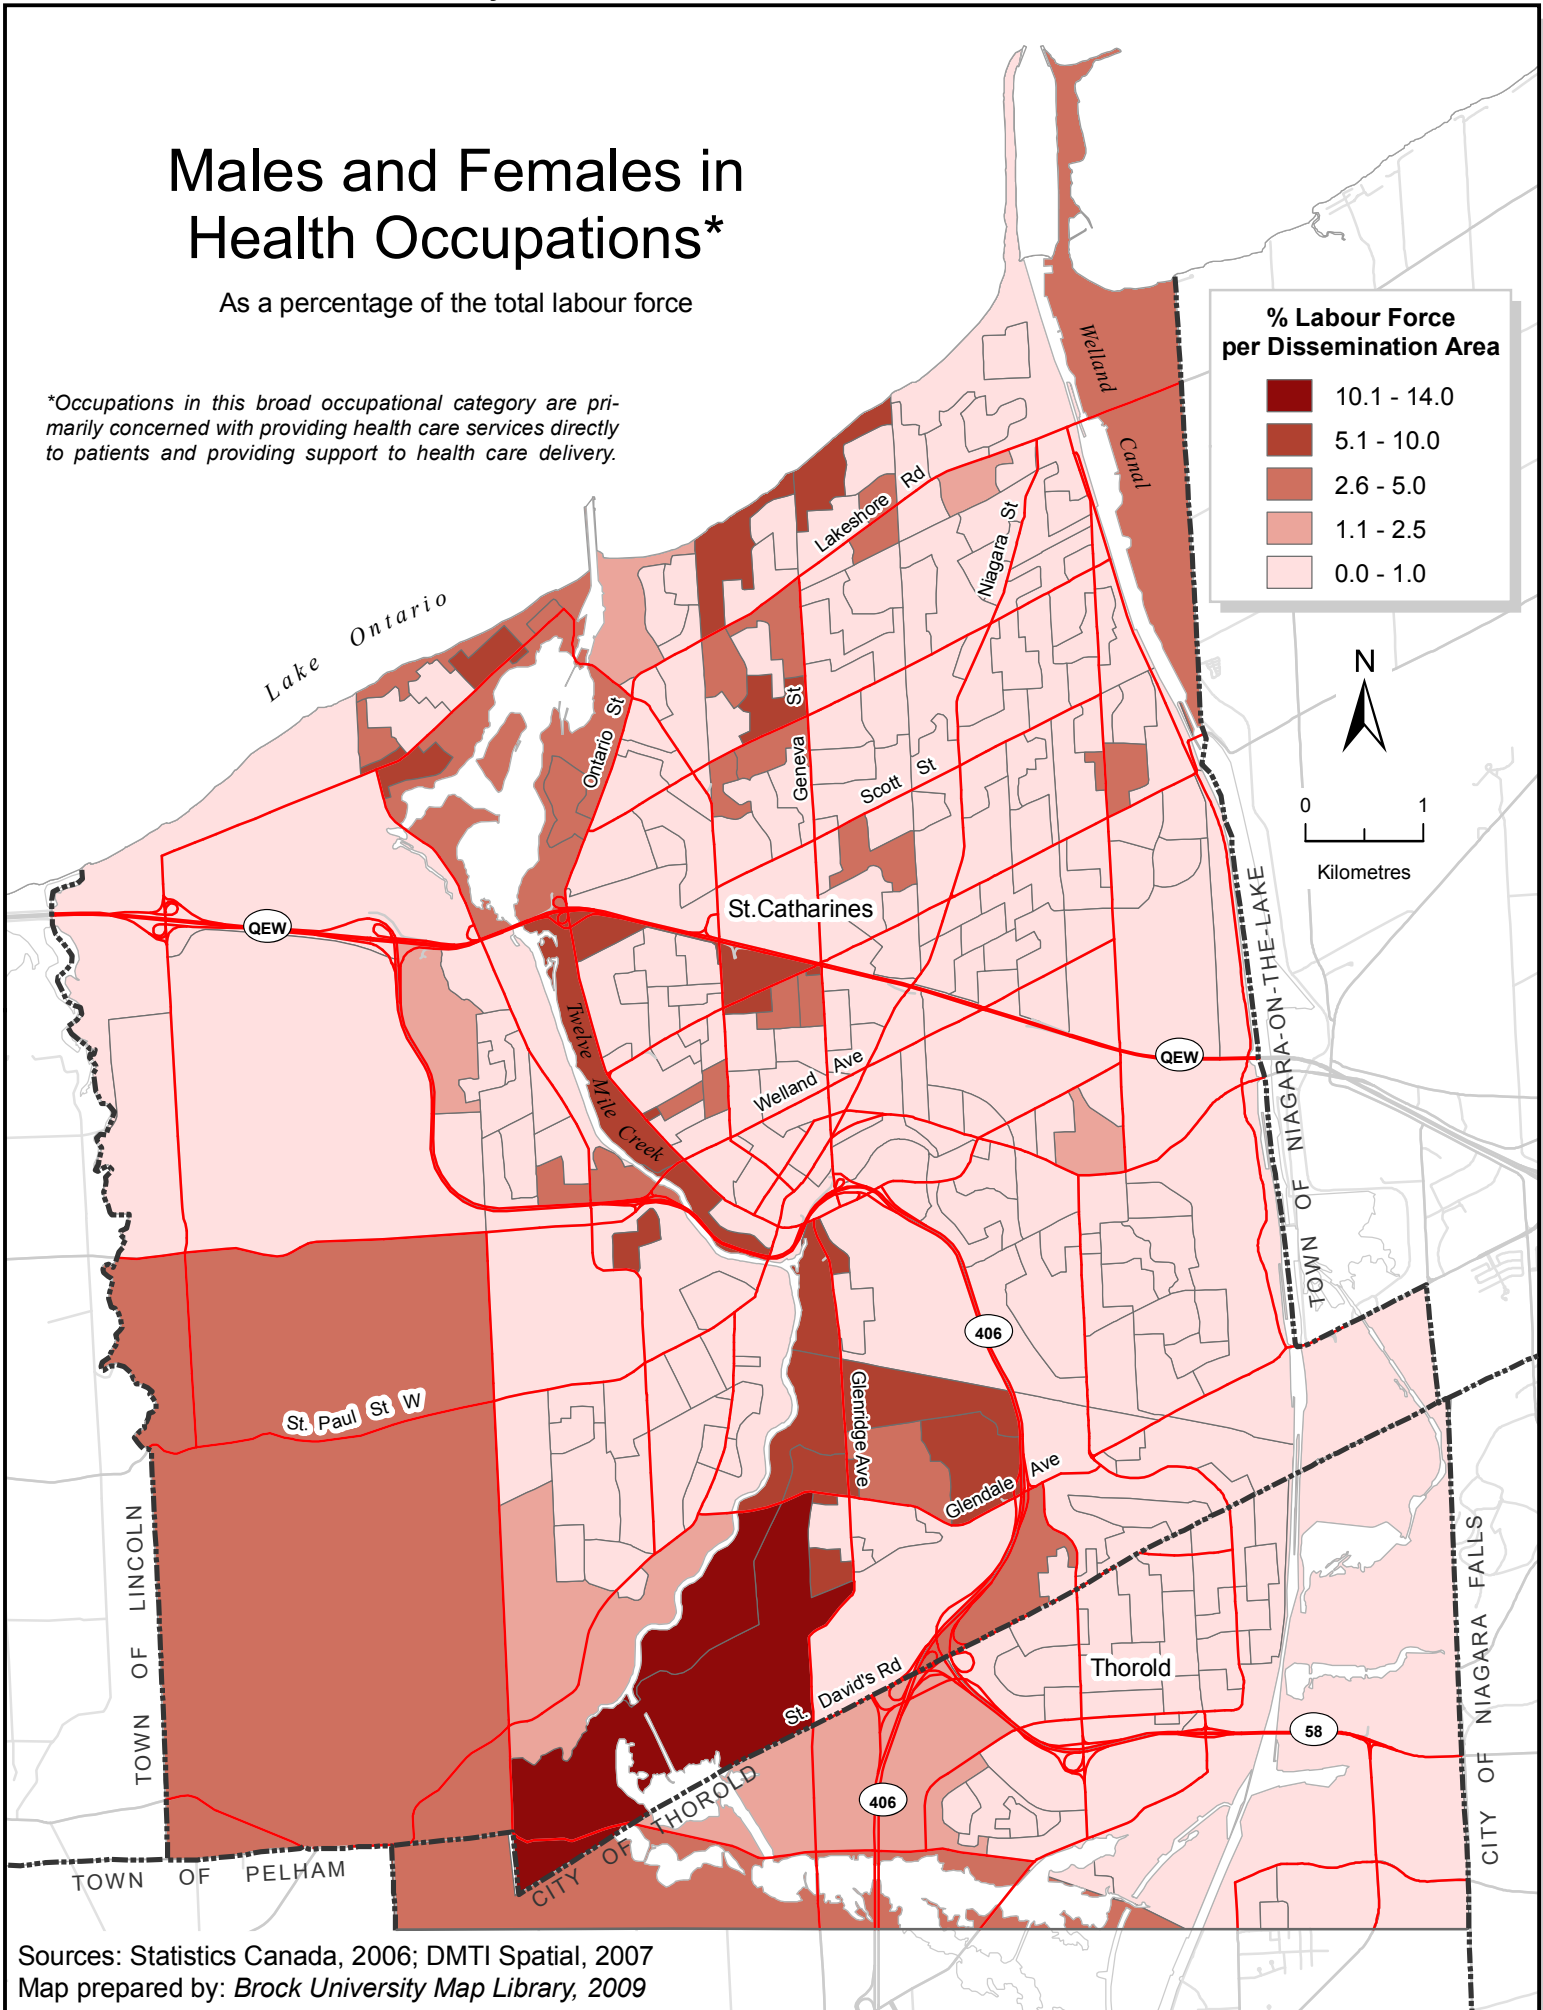 Males and Females in
Health Occupations*
As a percentage of the total labour force
*Occupations in this broad occupational category are pri-
marily concerned with providing health care services directly
to patients and providing support to health care delivery.
% Labour Force
per Dissemination Area
10.1 - 14.0
5.1 - 10.0
2.6 - 5.0
1.1 - 2.5
0.0 - 1.0
N
0 1
Kilometres
Lake Ontario
Welland Canal
Lakeshore Rd
Niagara St
Ontario St
Geneva St
Scott St
St.Catharines
QEW
QEW
Twelve Mile Creek
Welland Ave
TOWN OF NIAGARA-ON-THE-LAKE
406
St. Paul St W
Glenridge Ave
Glendale Ave
TOWN OF LINCOLN
St. David's Rd
Thorold
58
406
CITY OF THOROLD
CITY OF NIAGARA FALLS
TOWN OF PELHAM
Sources: Statistics Canada, 2006; DMTI Spatial, 2007
Map prepared by: Brock University Map Library, 2009